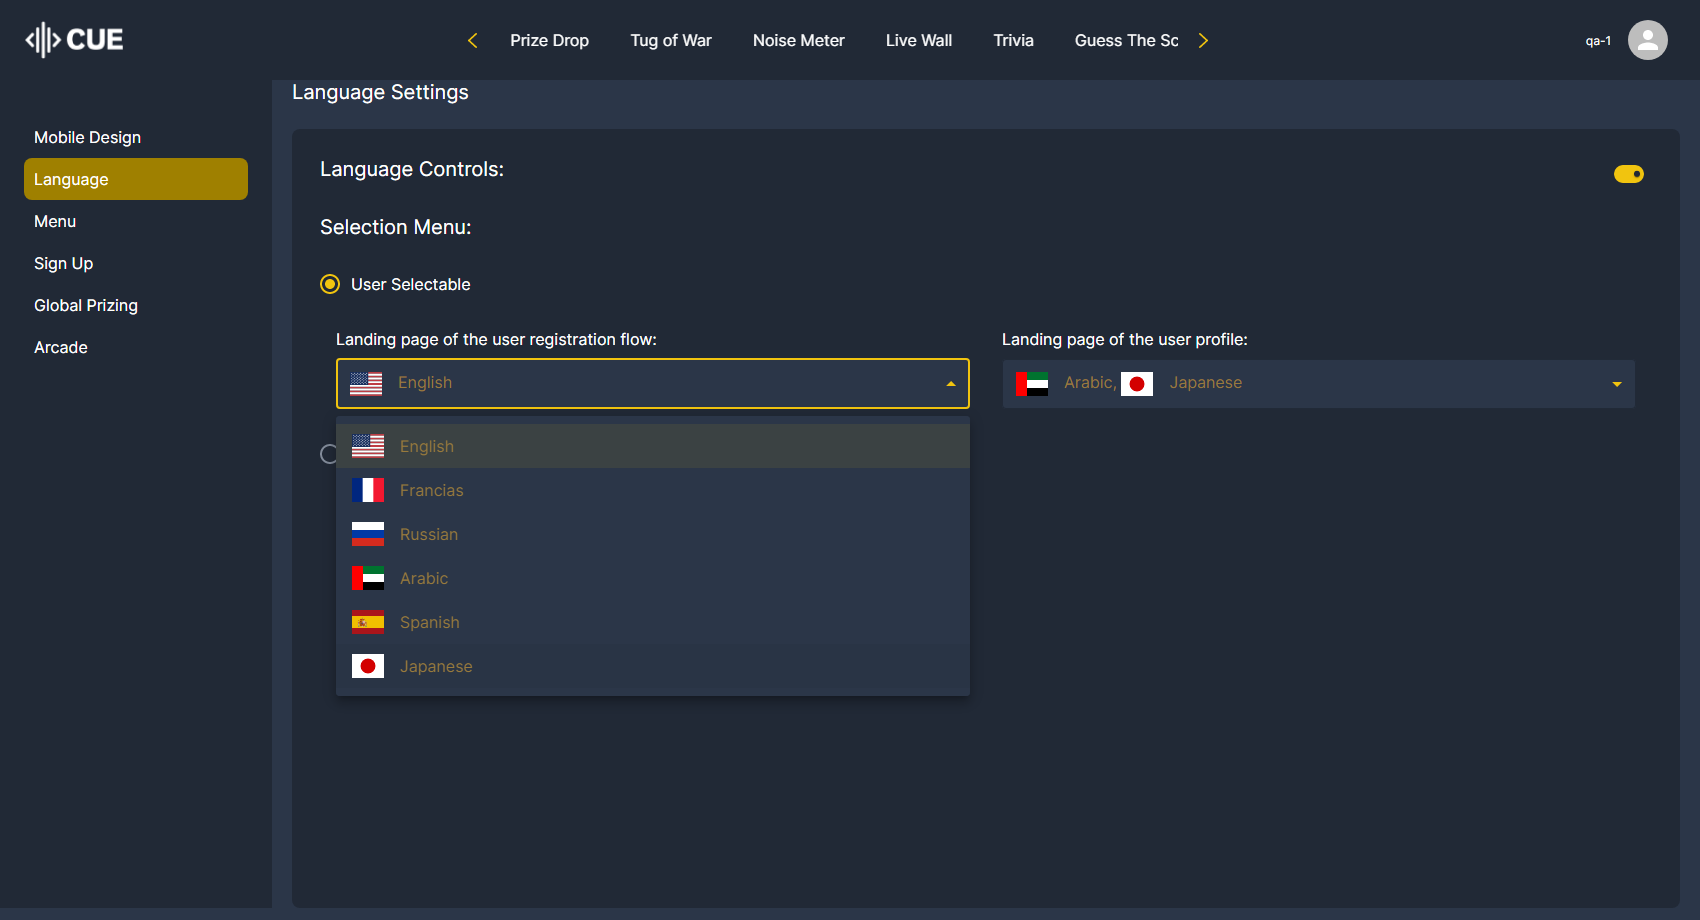 CUE
Prize Drop
Tug of War
Noise Meter
Live Wall
Trivia
Guess The Sc
qa-1
Mobile Design
Language
Menu
Sign Up
Global Prizing
Arcade
Language Settings
Language Controls:
Selection Menu:
User Selectable
Landing page of the user registration flow:
English
English
Francias
Russian
Arabic
Spanish
Japanese
Landing page of the user profile:
Arabic, Japanese